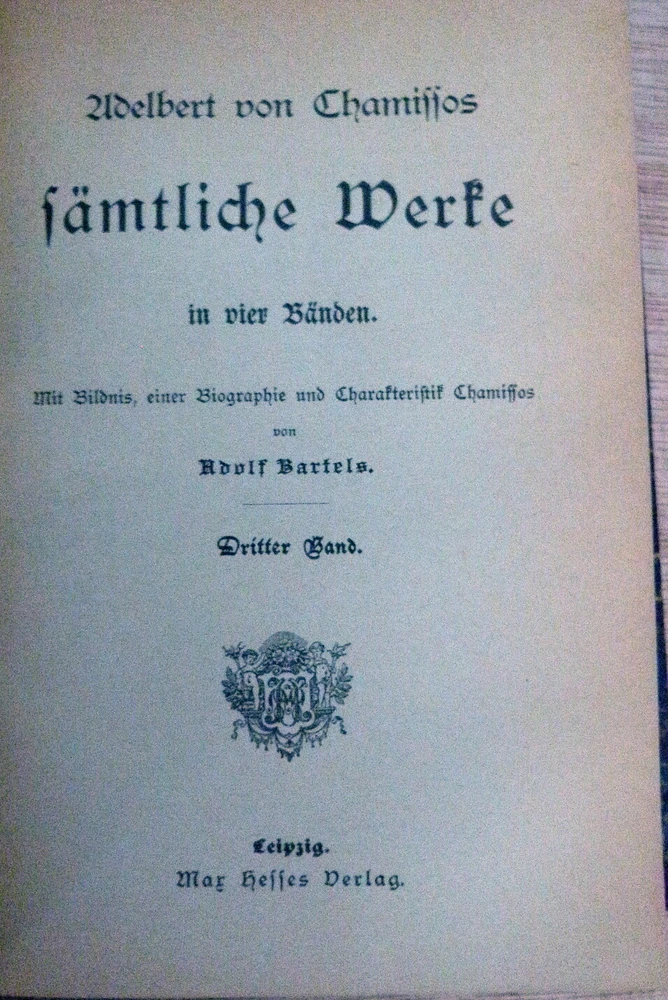 Adelbert von Chamiſſos
ſämtliche Werke
in vier Bänden.
Mit Bildnis, einer Biographie und Charakteriſtik Chamiſſos
von
Adolf Bartels.
Dritter Band.
Leipzig.
Max Heſſes Verlag.